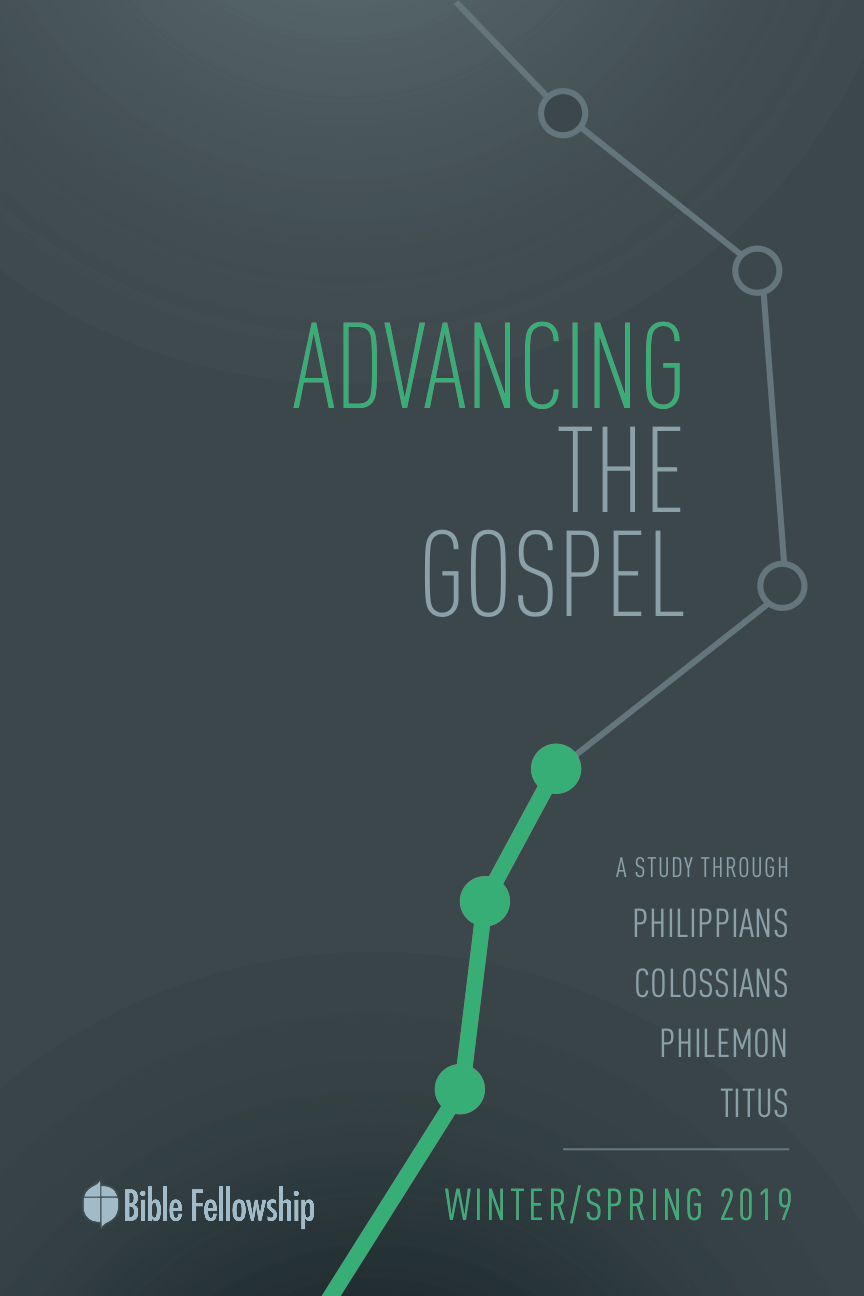 ADVANCING
THE
GOSPEL
A STUDY THROUGH
PHILIPPIANS
COLOSSIANS
PHILEMON
TITUS
Bible Fellowship
WINTER/SPRING 2019